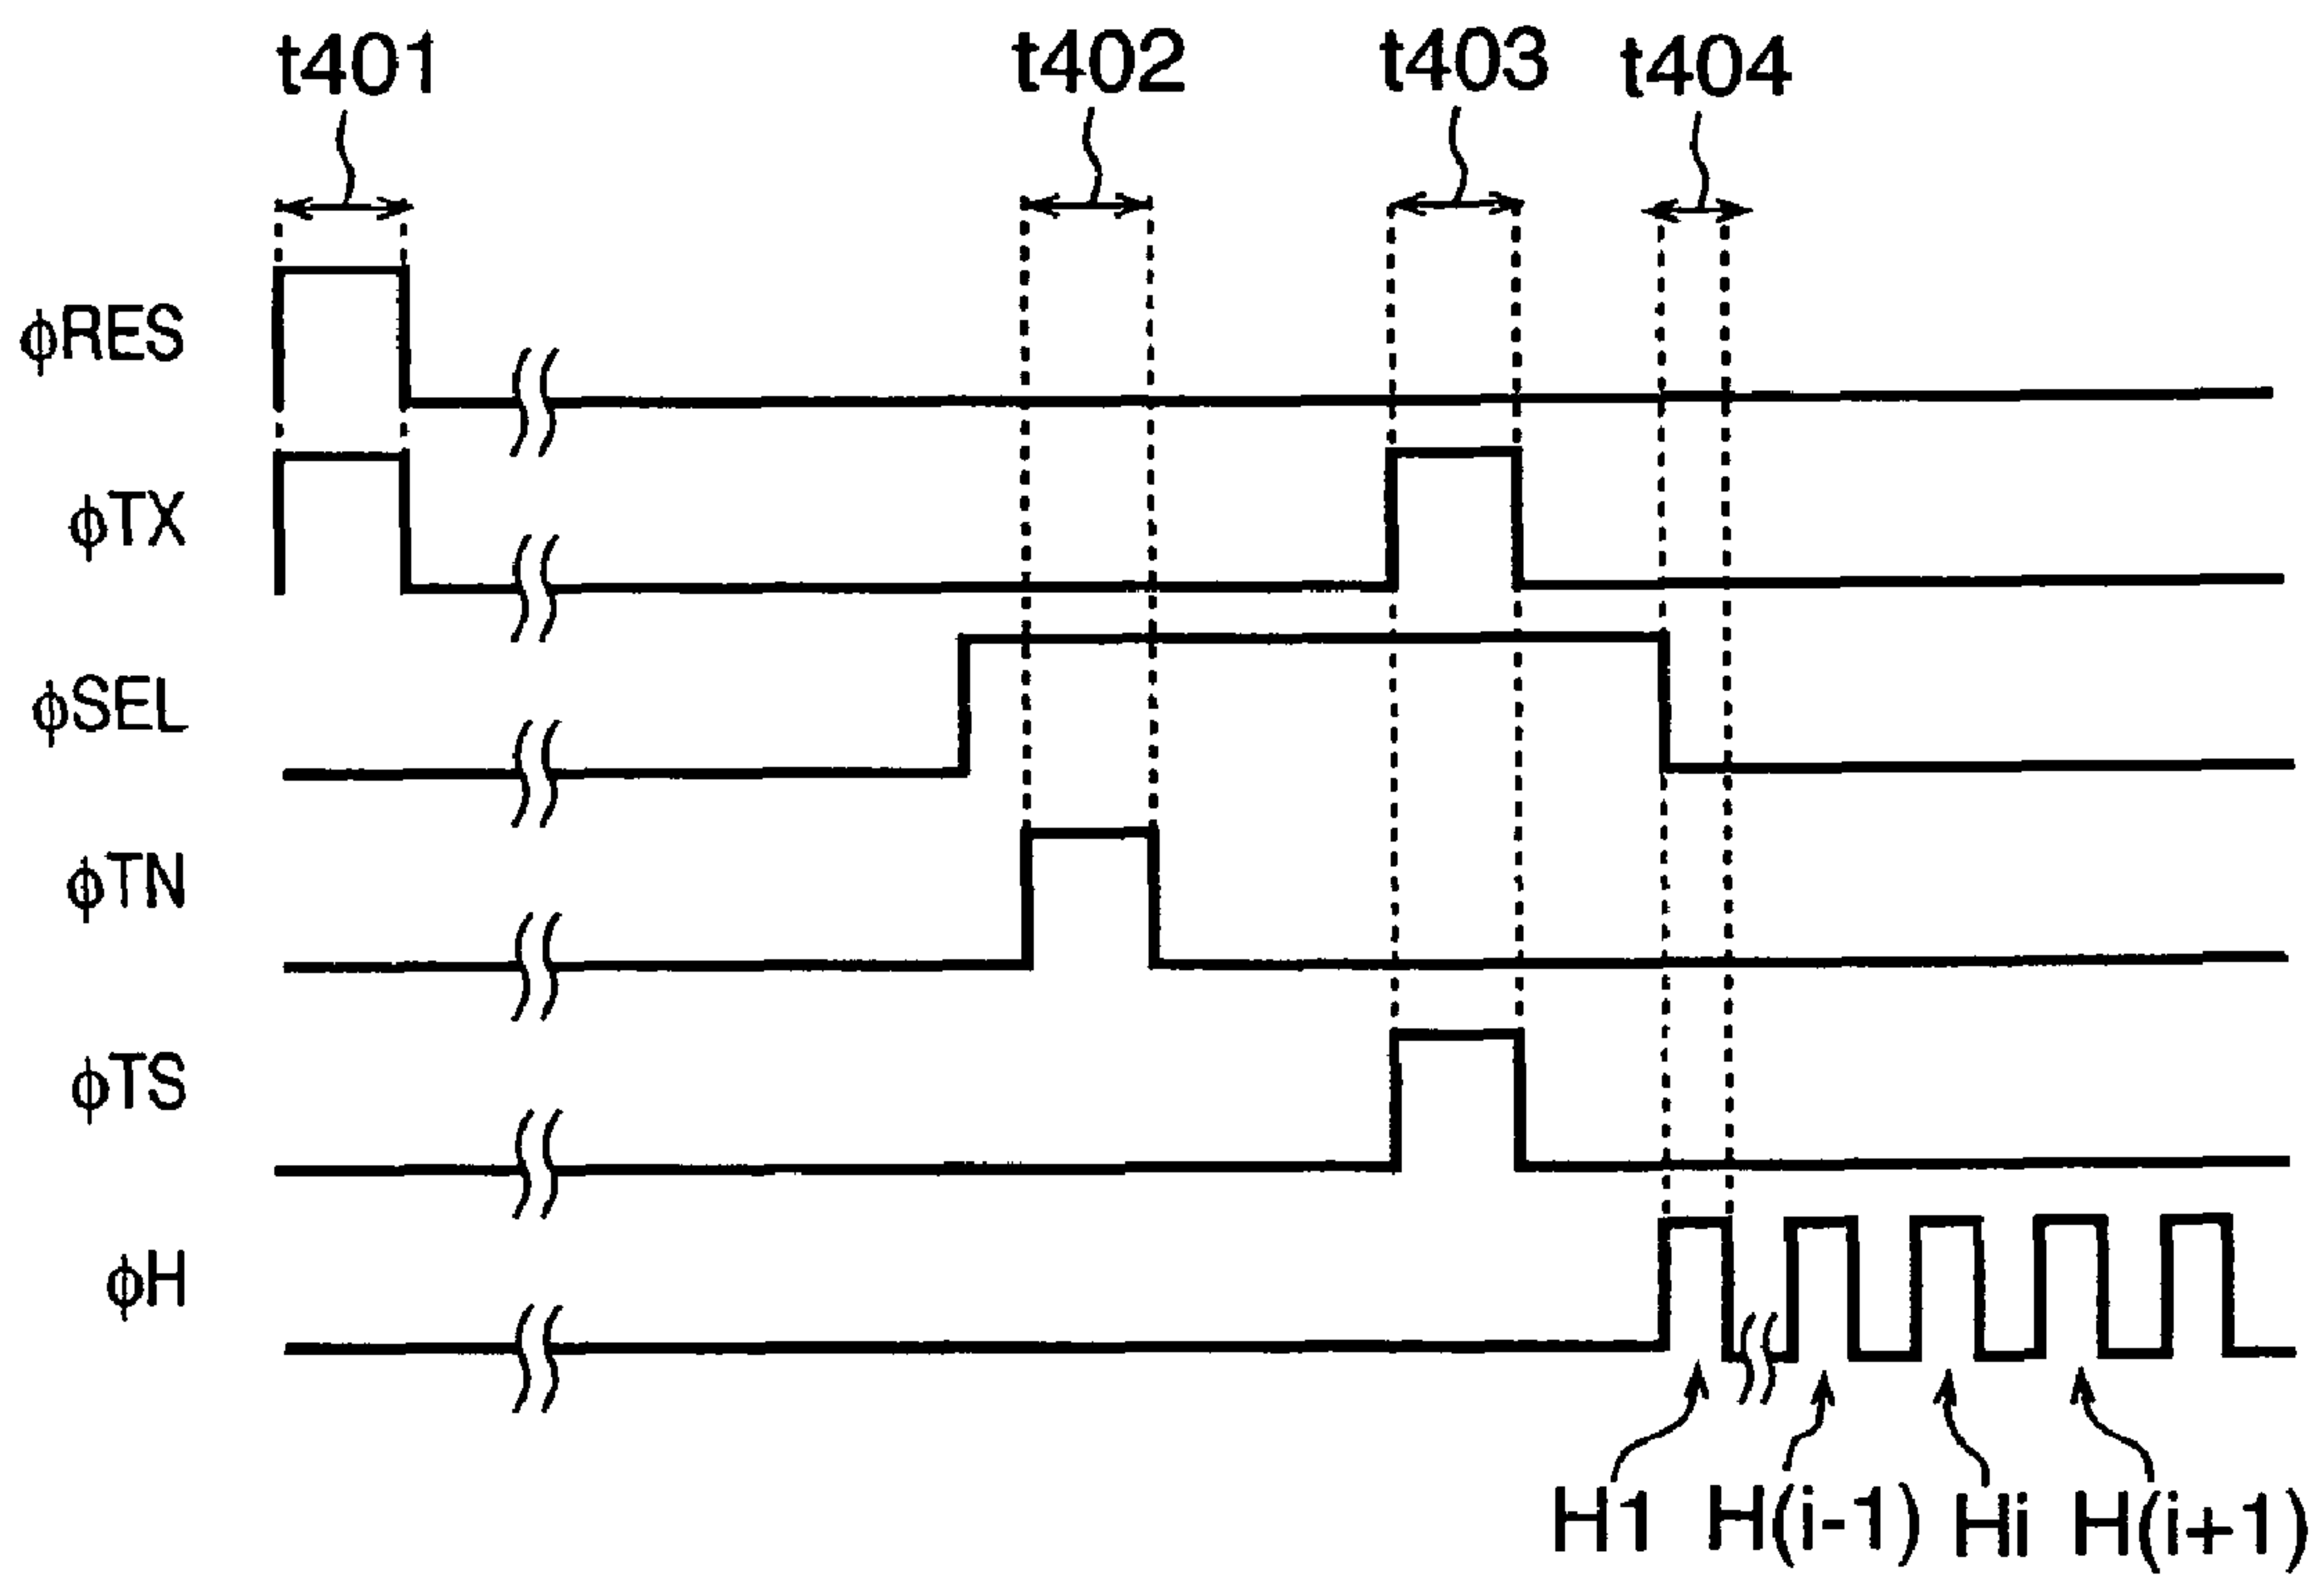 t401 t402 t403 t404
ϕRES
ϕTX
ϕSEL
ϕTN
ϕTS
ϕH
H1 H(i-1) Hi H(i+1)